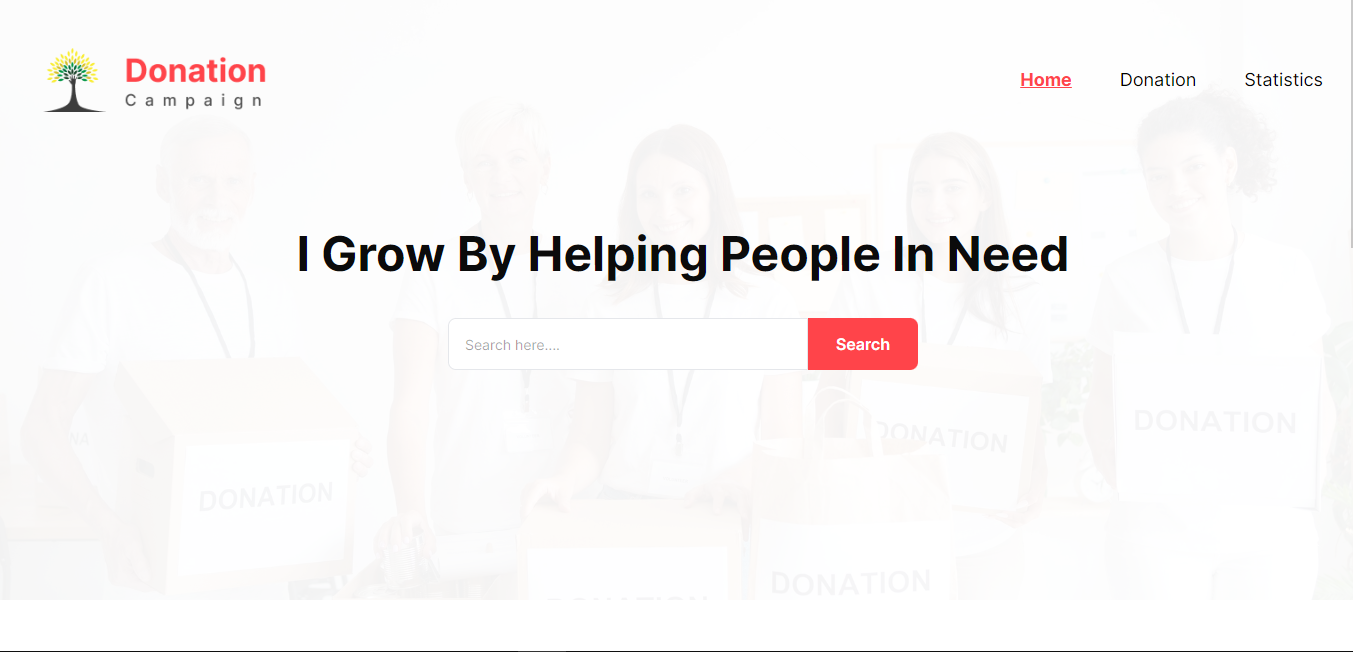 Donation
Campaign
Home
Donation
Statistics
I Grow By Helping People In Need
Search here....
Search
DONATION
DONATION
DONATION
DONATION